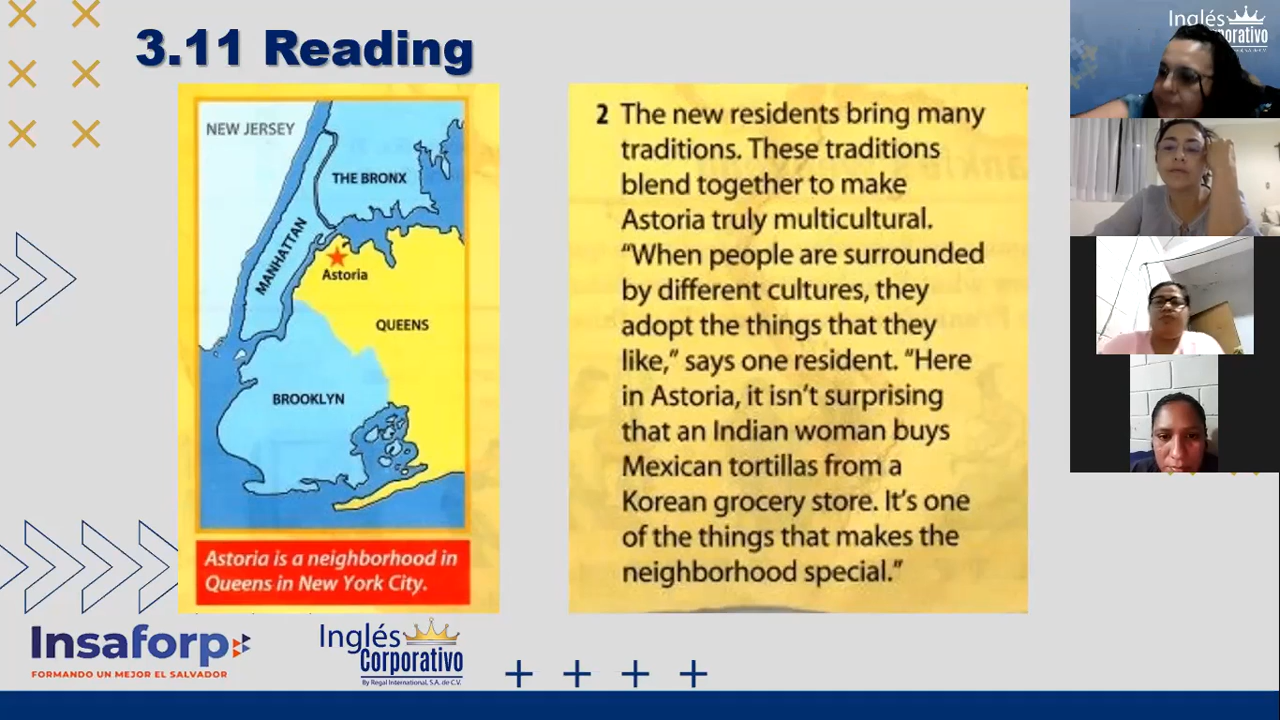 3.11 Reading
NEW JERSEY
THE BRONX
MANHATTAN
Astoria
QUEENS
BROOKLYN
Astoria is a neighborhood in
Queens in New York City.
2 The new residents bring many
traditions. These traditions
blend together to make
Astoria truly multicultural.
“When people are surrounded
by different cultures, they
adopt the things that they
like,” says one resident. “Here
in Astoria, it isn’t surprising
that an Indian woman buys
Mexican tortillas from a
Korean grocery store. It’s one
of the things that makes the
neighborhood special.”
Insaforp
FORMANDO UN MEJOR EL SALVADOR
Inglés
Corporativo
By Regal International, S.A. de C.V.
Inglés